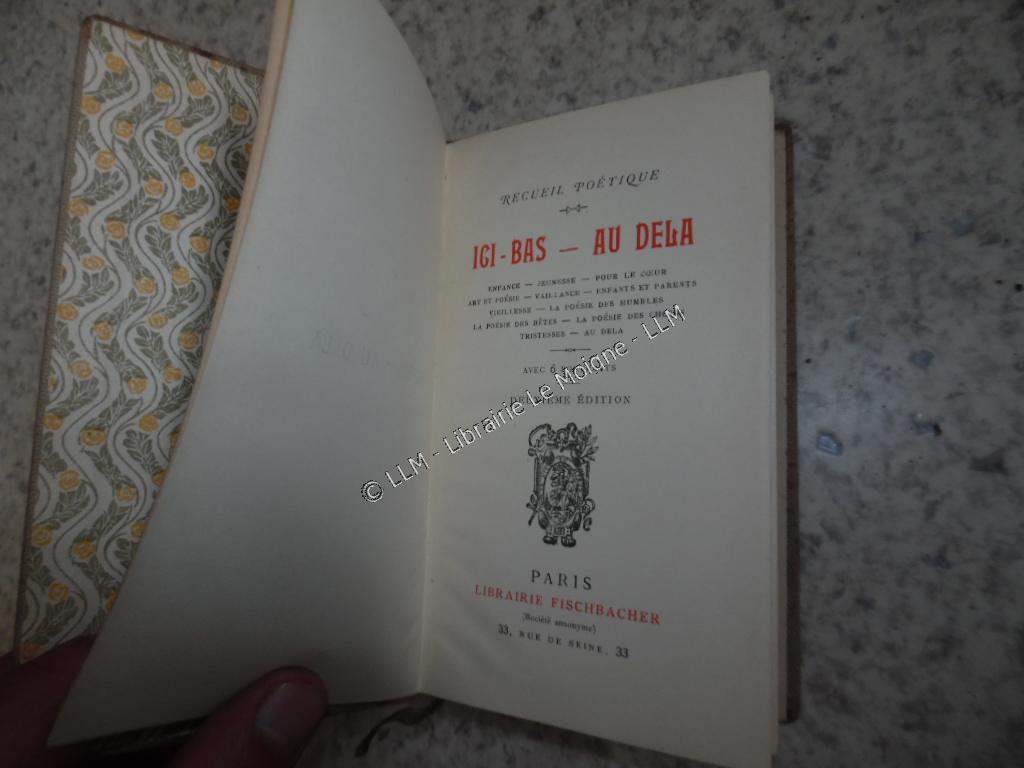 RECUEIL POÉTIQUE
ICI-BAS — AU DELA
ENFANCE — JEUNESSE — POUR LE CŒUR
ART ET POÉSIE — VAILLANCE — ENFANTS ET PARENTS
VIEILLESSE — LA POÉSIE DES HUMBLES
LA POÉSIE DES BÊTES — LA POÉSIE DES
TRISTESSES — AU DELA
AVEC 6
DEUXIÈME ÉDITION
PARIS
LIBRAIRIE FISCHBACHER
(Société anonyme)
33, RUE DE SEINE, 33
© LLM - Librairie Le Moigne - LLM